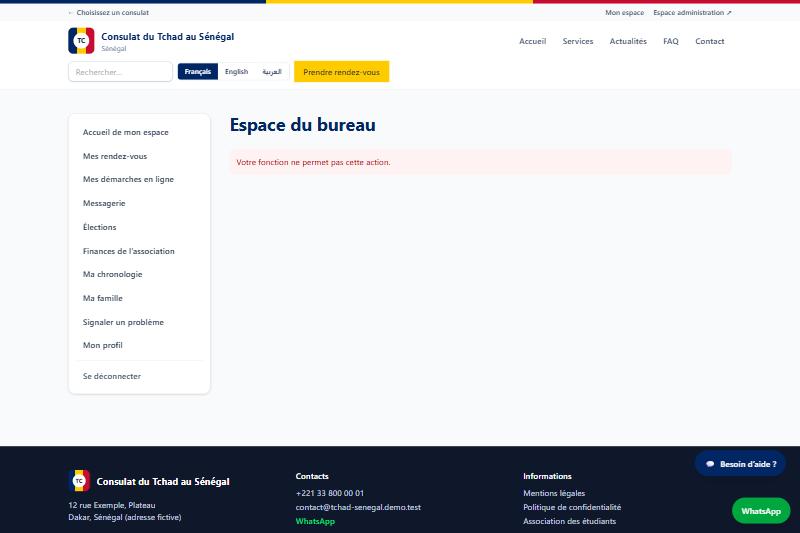 ← Choisissez un consulat
Mon espace Espace administration ↗
TC
Consulat du Tchad au Sénégal
Sénégal
Accueil Services Actualités FAQ Contact
Rechercher...
Français English العربية
Prendre rendez-vous
Accueil de mon espace
Mes rendez-vous
Mes démarches en ligne
Messagerie
Élections
Finances de l'association
Ma chronologie
Ma famille
Signaler un problème
Mon profil
Se déconnecter
Espace du bureau
Votre fonction ne permet pas cette action.
TC
Consulat du Tchad au Sénégal
12 rue Exemple, Plateau
Dakar, Sénégal (adresse fictive)
Contacts
+221 33 800 00 01
contact@tchad-senegal.demo.test
WhatsApp
Informations
Mentions légales
Politique de confidentialité
Association des étudiants
Besoin d'aide ?
WhatsApp